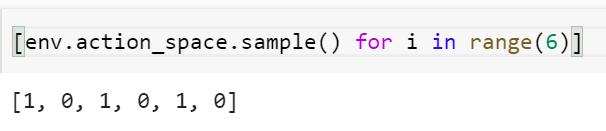 [env.action_space.sample() for i in range(6)]
[1, 0, 1, 0, 1, 0]